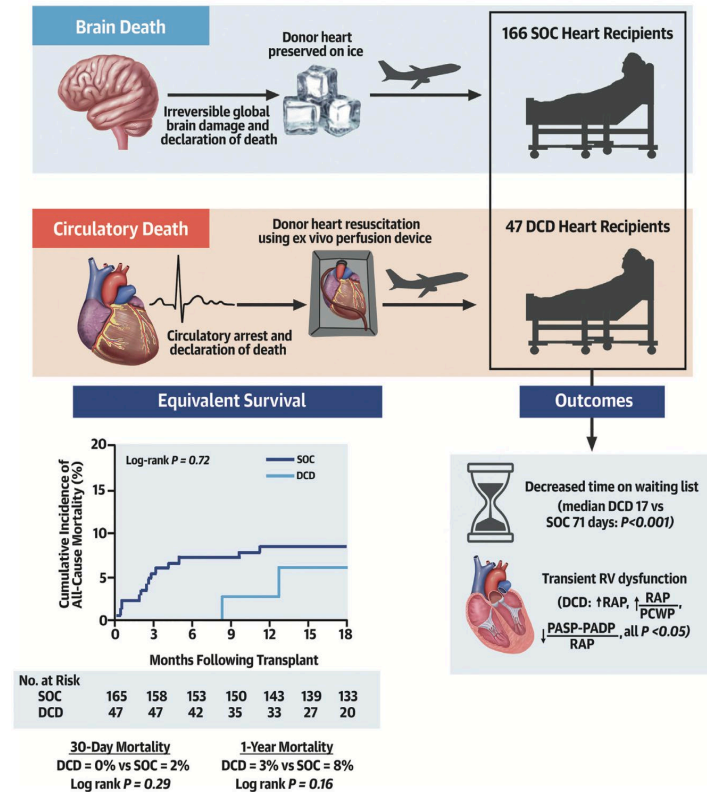 Brain Death
Donor heart
preserved on ice
Irreversible global
brain damage and
declaration of death
166 SOC Heart Recipients
Circulatory Death
Donor heart resuscitation
using ex vivo perfusion device
Circulatory arrest and
declaration of death
47 DCD Heart Recipients
Equivalent Survival
Cumulative Incidence of
All-Cause Mortality (%)
20
15
10
5
0
Log-rank P = 0.72
SOC
DCD
0 3 6 9 12 15 18
Months Following Transplant
No. at Risk
SOC 165 158 153 150 143 139 133
DCD 47 47 42 35 33 27 20
30-Day Mortality
DCD = 0% vs SOC = 2%
Log rank P = 0.29
1-Year Mortality
DCD = 3% vs SOC = 8%
Log rank P = 0.16
Outcomes
Decreased time on waiting list
(median DCD 17 vs
SOC 71 days: P<0.001)
Transient RV dysfunction
(DCD: ↑RAP, ↑RAP/PCWP,
↓PASP-PADP/RAP, all P <0.05)